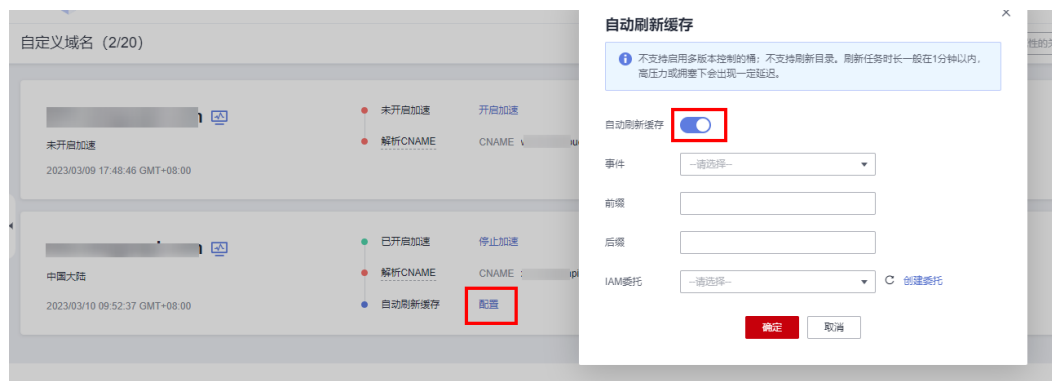 自定义域名（2/20）
未开启加速
2023/03/09 17:48:46 GMT+08:00
未开启加速 开启加速
解析CNAME CNAME
中国大陆
2023/03/10 09:52:37 GMT+08:00
已开启加速 停止加速
解析CNAME CNAME
自动刷新缓存 配置
自动刷新缓存
不支持启用多版本控制的桶；不支持刷新目录。刷新任务时长一般在1分钟以内，
高压力或拥塞下会出现一定延迟。
自动刷新缓存
事件 --请选择--
前缀
后缀
IAM委托 --请选择-- 创建委托
确定 取消